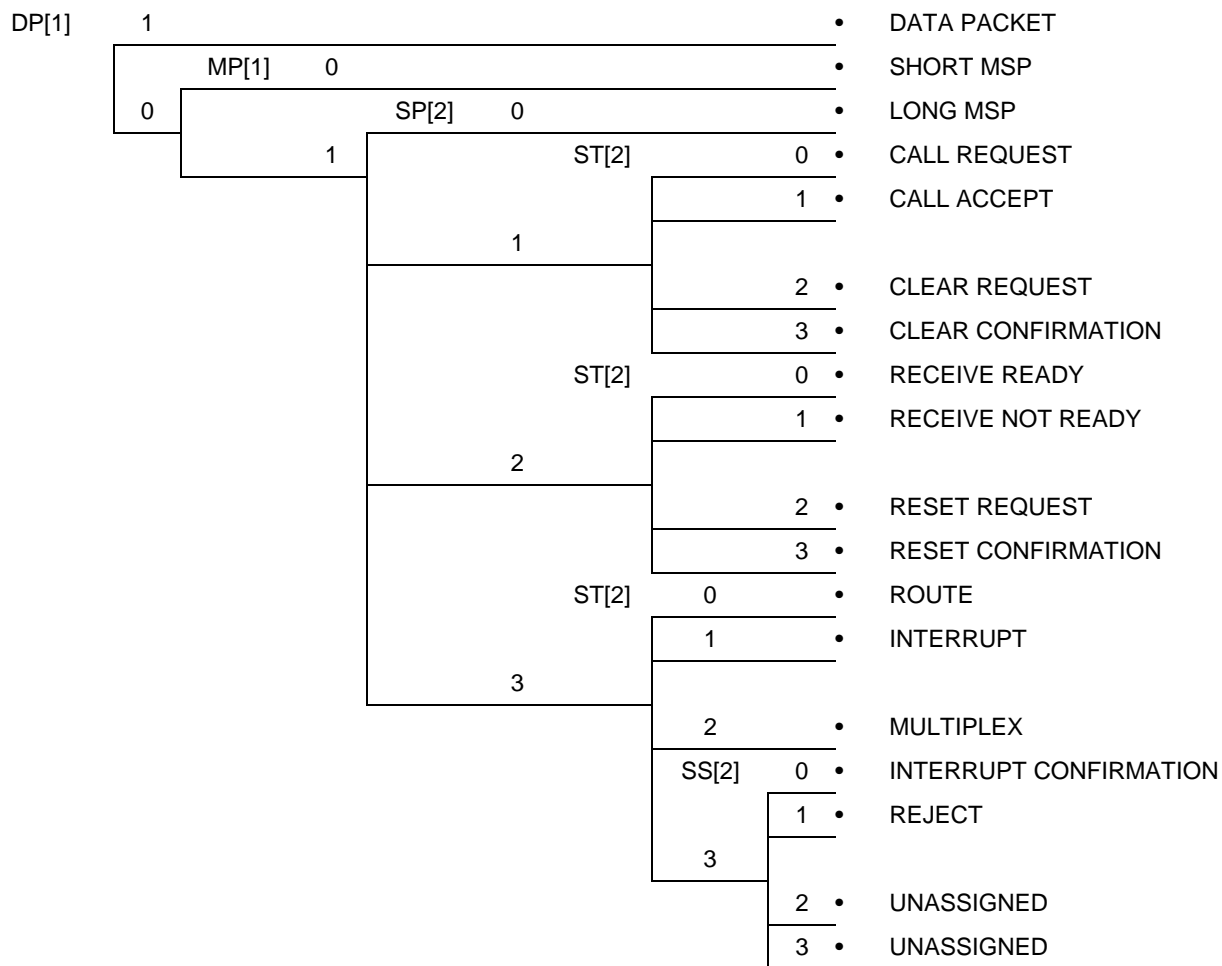 DP[1] 1 • DATA PACKET
MP[1] 0 • SHORT MSP
0 SP[2] 0 • LONG MSP
1 ST[2] 0 • CALL REQUEST
1 • CALL ACCEPT
1
2 • CLEAR REQUEST
3 • CLEAR CONFIRMATION
ST[2] 0 • RECEIVE READY
1 • RECEIVE NOT READY
2
2 • RESET REQUEST
3 • RESET CONFIRMATION
ST[2] 0 • ROUTE
1 • INTERRUPT
3
2 • MULTIPLEX
SS[2] 0 • INTERRUPT CONFIRMATION
1 • REJECT
3
2 • UNASSIGNED
3 • UNASSIGNED